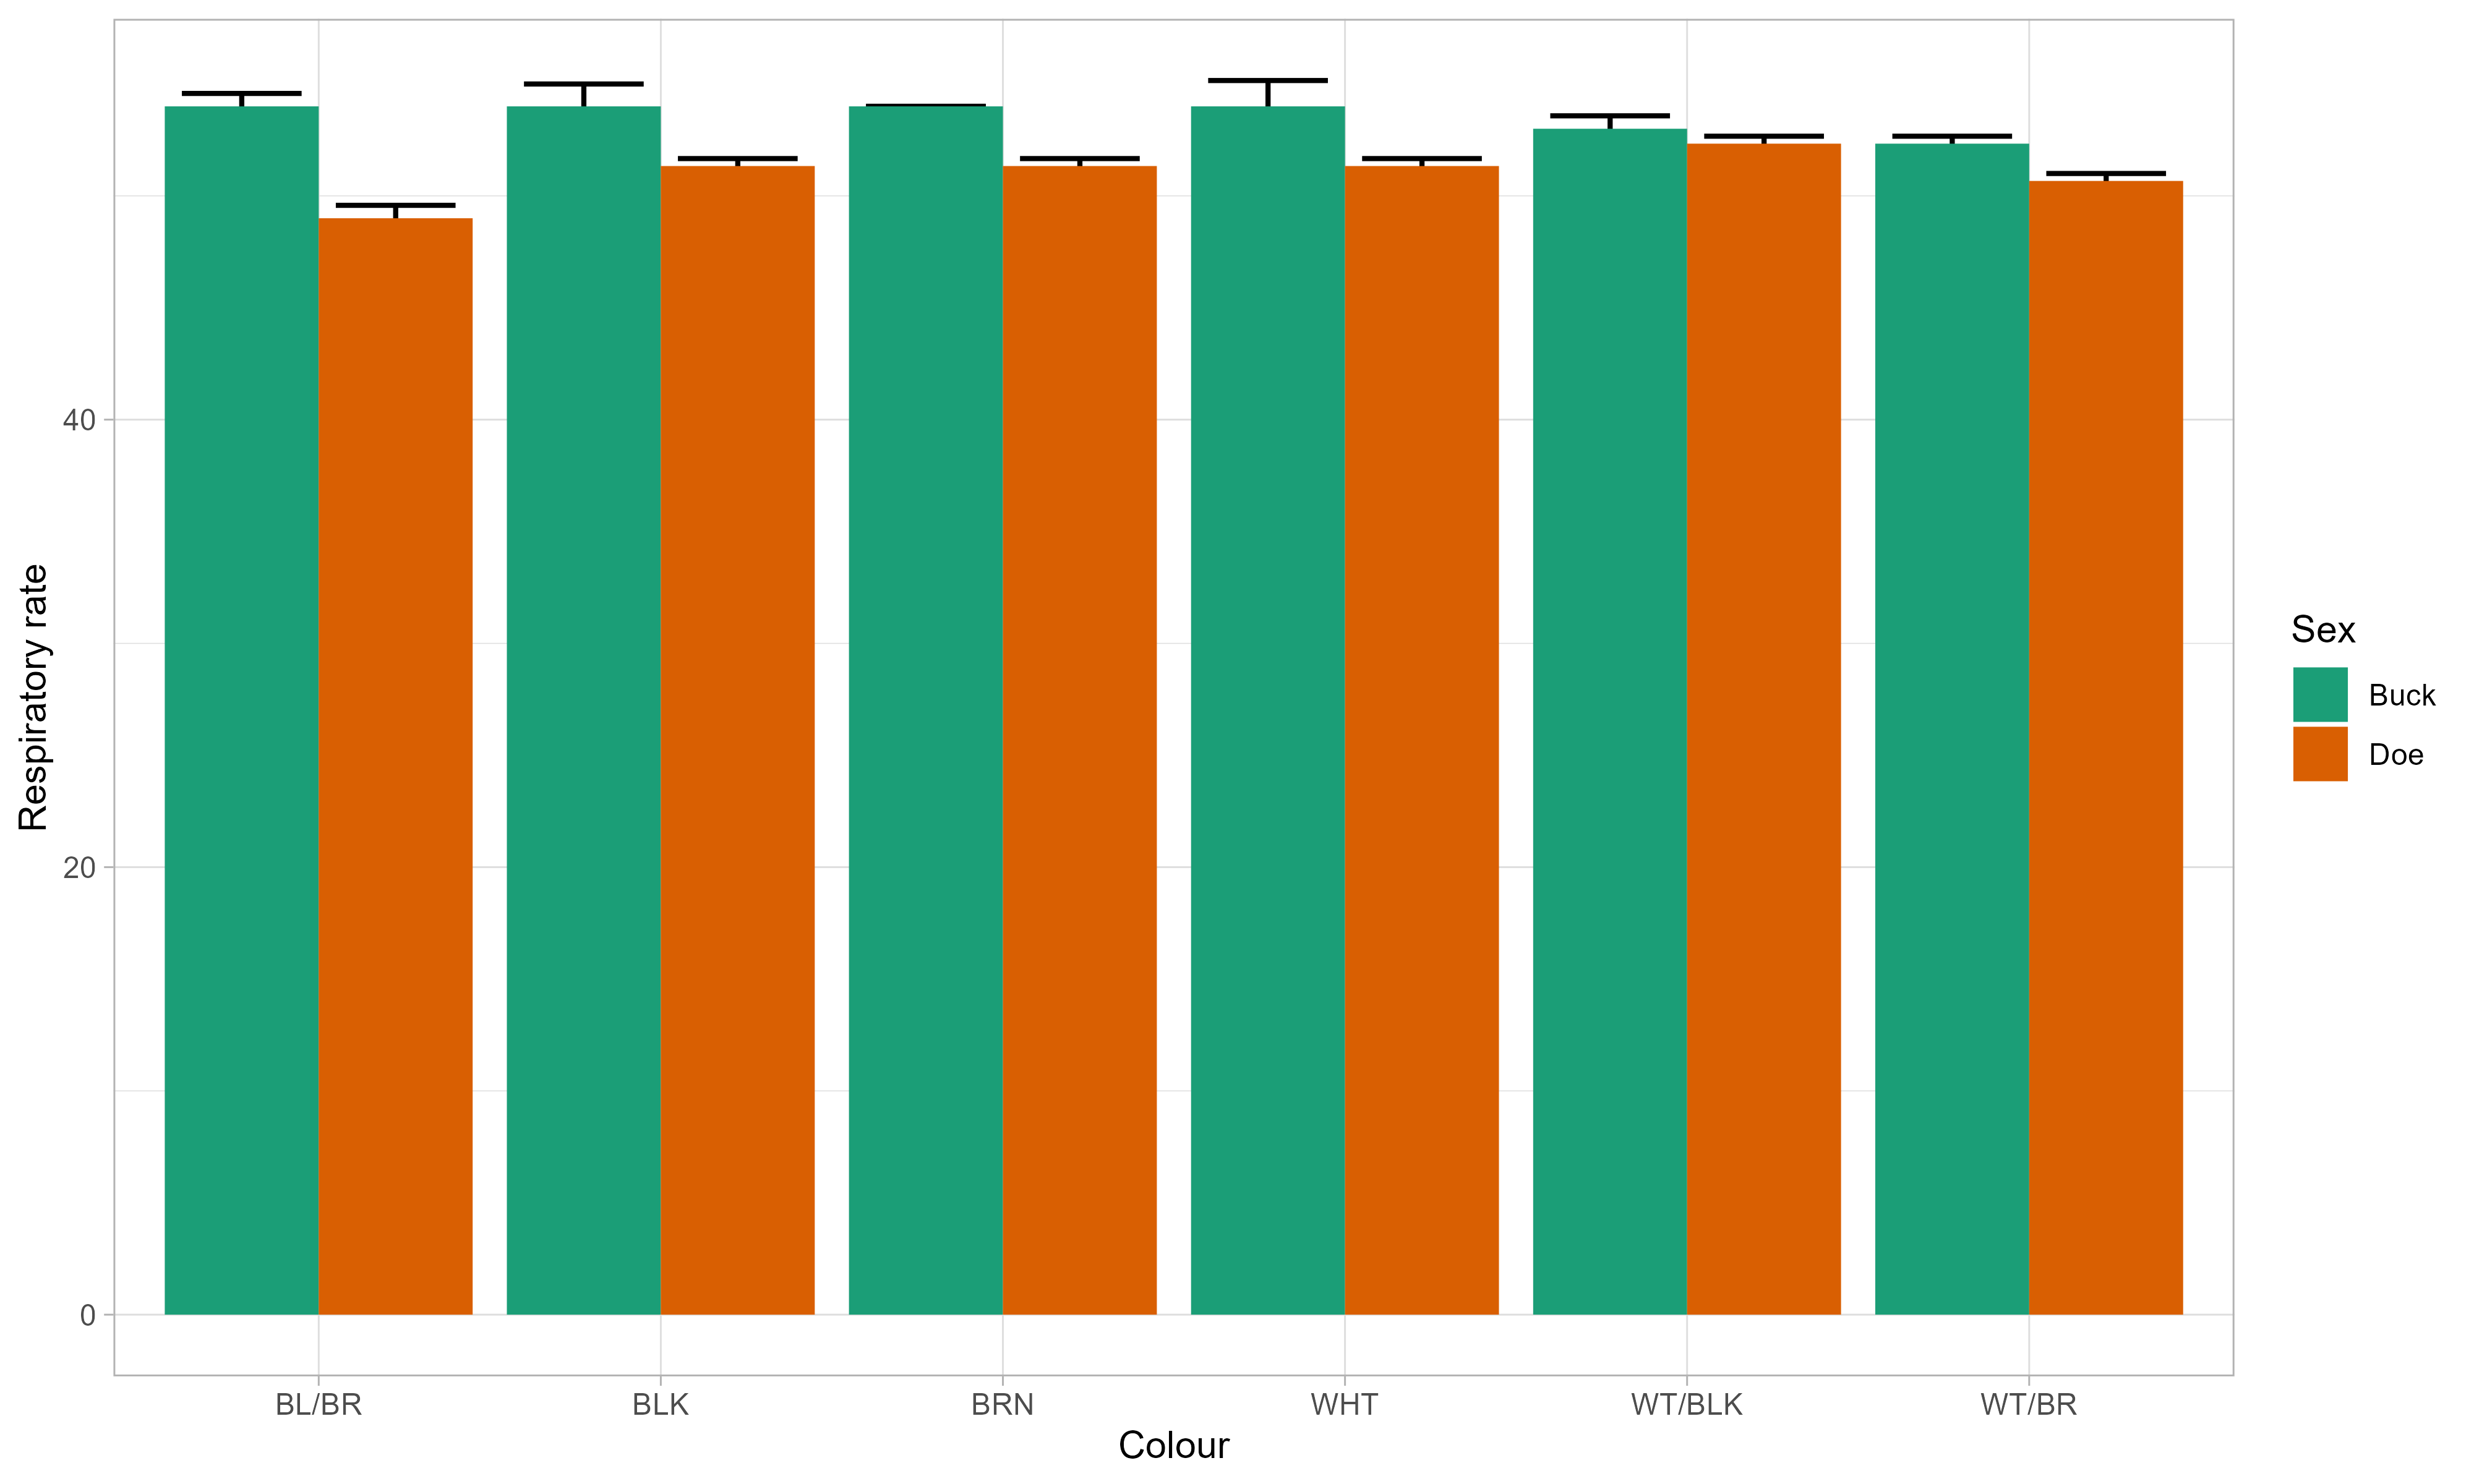 Respiratory rate
40
20
0
BL/BR
BLK
BRN
WHT
WT/BLK
WT/BR
Colour
Sex
Buck
Doe